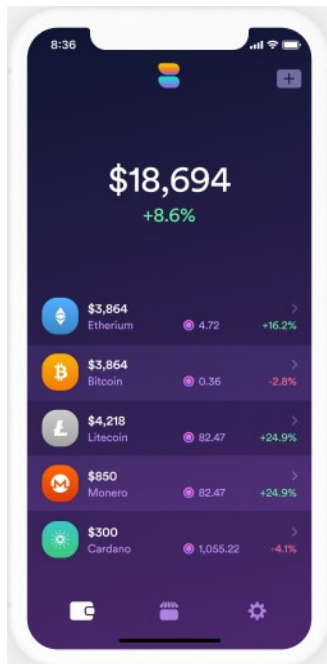 8:36
$18,694
+8.6%
$3,864
Etherium 4.72 +16.2%
$3,864
Bitcoin 0.36 -2.8%
$4,218
Litecoin 82.47 +24.9%
$850
Monero 82.47 +24.9%
$300
Cardano 1,055.22 -4.1%